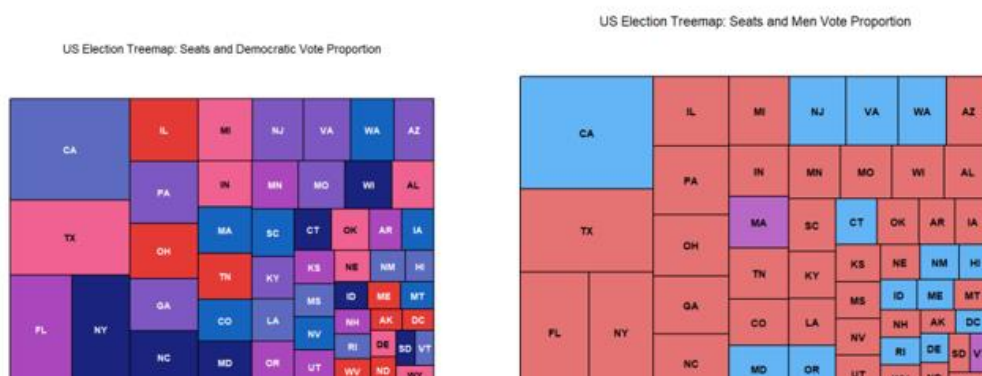 US Election Treemap: Seats and Men Vote Proportion
US Election Treemap: Seats and Democratic Vote Proportion
CA
IL
MI
NJ
VA
WA
AZ
PA
IN
MN
MO
WI
AL
TX
OH
MA
SC
CT
OK
AR
IA
TN
KS
NE
NM
HI
KY
FL
NY
GA
CO
LA
MS
ID
ME
MT
NV
NH
AK
DC
RI
DE
SD
VT
NC
MD
OR
UT
WV
ND
WY
CA
IL
MI
NJ
VA
WA
AZ
PA
IN
MN
MO
WI
AL
TX
OH
MA
SC
CT
OK
AR
IA
TN
KY
KS
NE
NM
HI
FL
NY
GA
CO
LA
MS
ID
ME
MT
NV
NH
AK
DC
NC
MD
OR
UT
RI
DE
SD